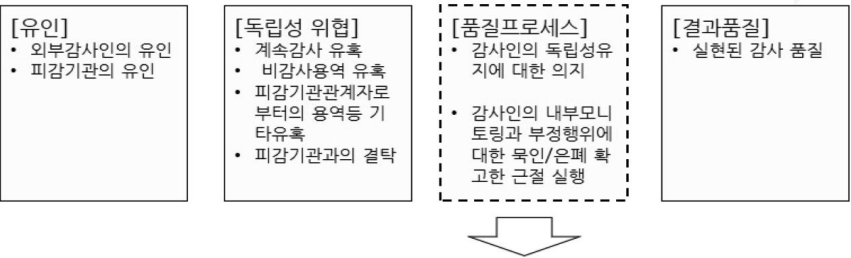 [유인]
• 외부감사인의 유인
• 피감기관의 유인
[독립성 위협]
• 계속감사 유혹
• 비감사용역 유혹
• 피감기관관계자로
부터의 용역등 기
타유혹
• 피감기관과의 결탁
[품질프로세스]
• 감사인의 독립성유
지에 대한 의지
• 감사인의 내부모니
토링과 부정행위에
대한 묵인/은폐 확
고한 근절 실행
[결과품질]
• 실현된 감사 품질